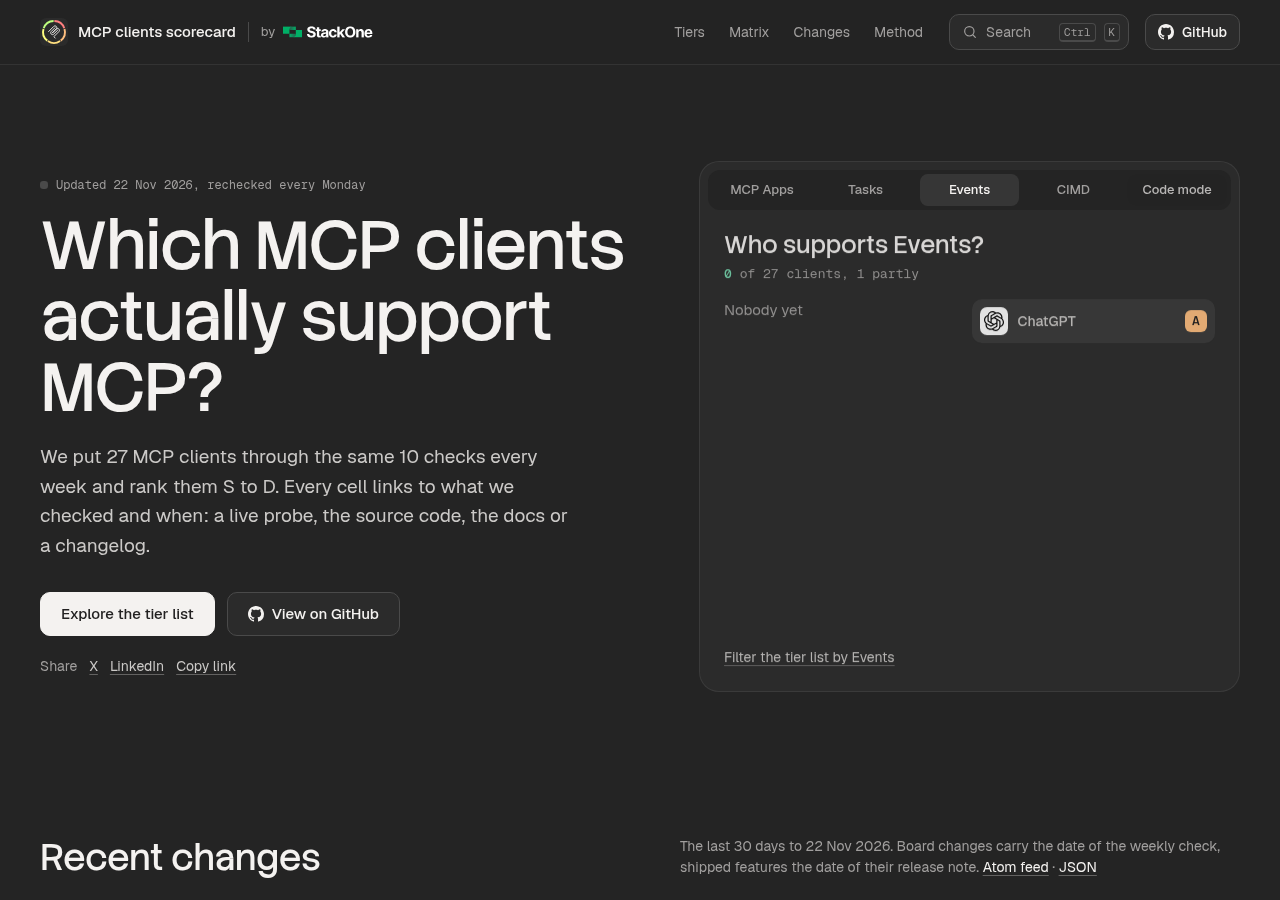 MCP clients scorecard
by StackOne
Tiers
Matrix
Changes
Method
Search
Ctrl K
GitHub
Updated 22 Nov 2026, rechecked every Monday
Which MCP clients
actually support
MCP?
We put 27 MCP clients through the same 10 checks every
week and rank them S to D. Every cell links to what we
checked and when: a live probe, the source code, the docs or
a changelog.
Explore the tier list
View on GitHub
Share X LinkedIn Copy link
MCP Apps
Tasks
Events
CIMD
Code mode
Who supports Events?
0 of 27 clients, 1 partly
Nobody yet
ChatGPT
A
Filter the tier list by Events
Recent changes
The last 30 days to 22 Nov 2026. Board changes carry the date of the weekly check,
shipped features the date of their release note. Atom feed · JSON